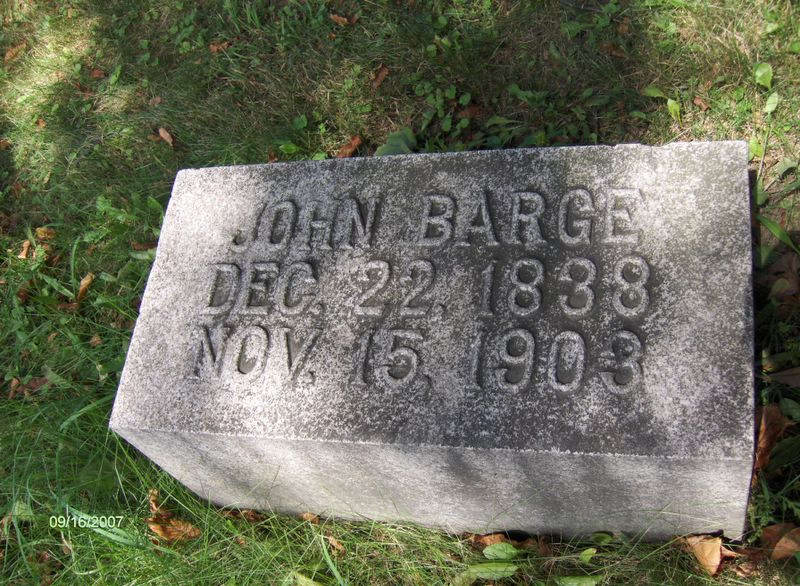 JOHN BARGE
DEC. 22, 1838
NOV. 15, 1903
09/16/2007